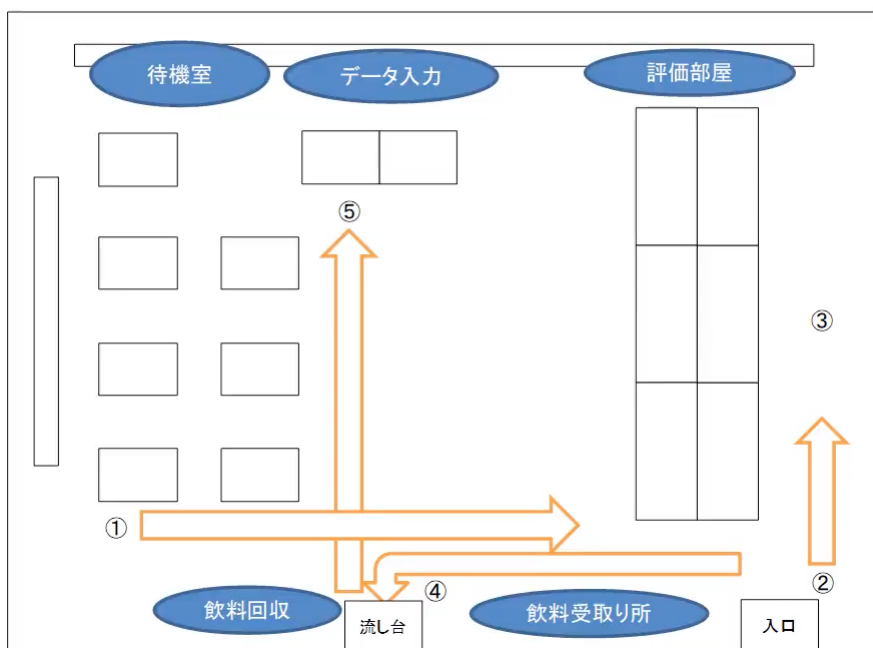 待機室
データ入力
評価部屋
⑤
③
①
②
④
飲料回収
流し台
飲料受取り所
入口